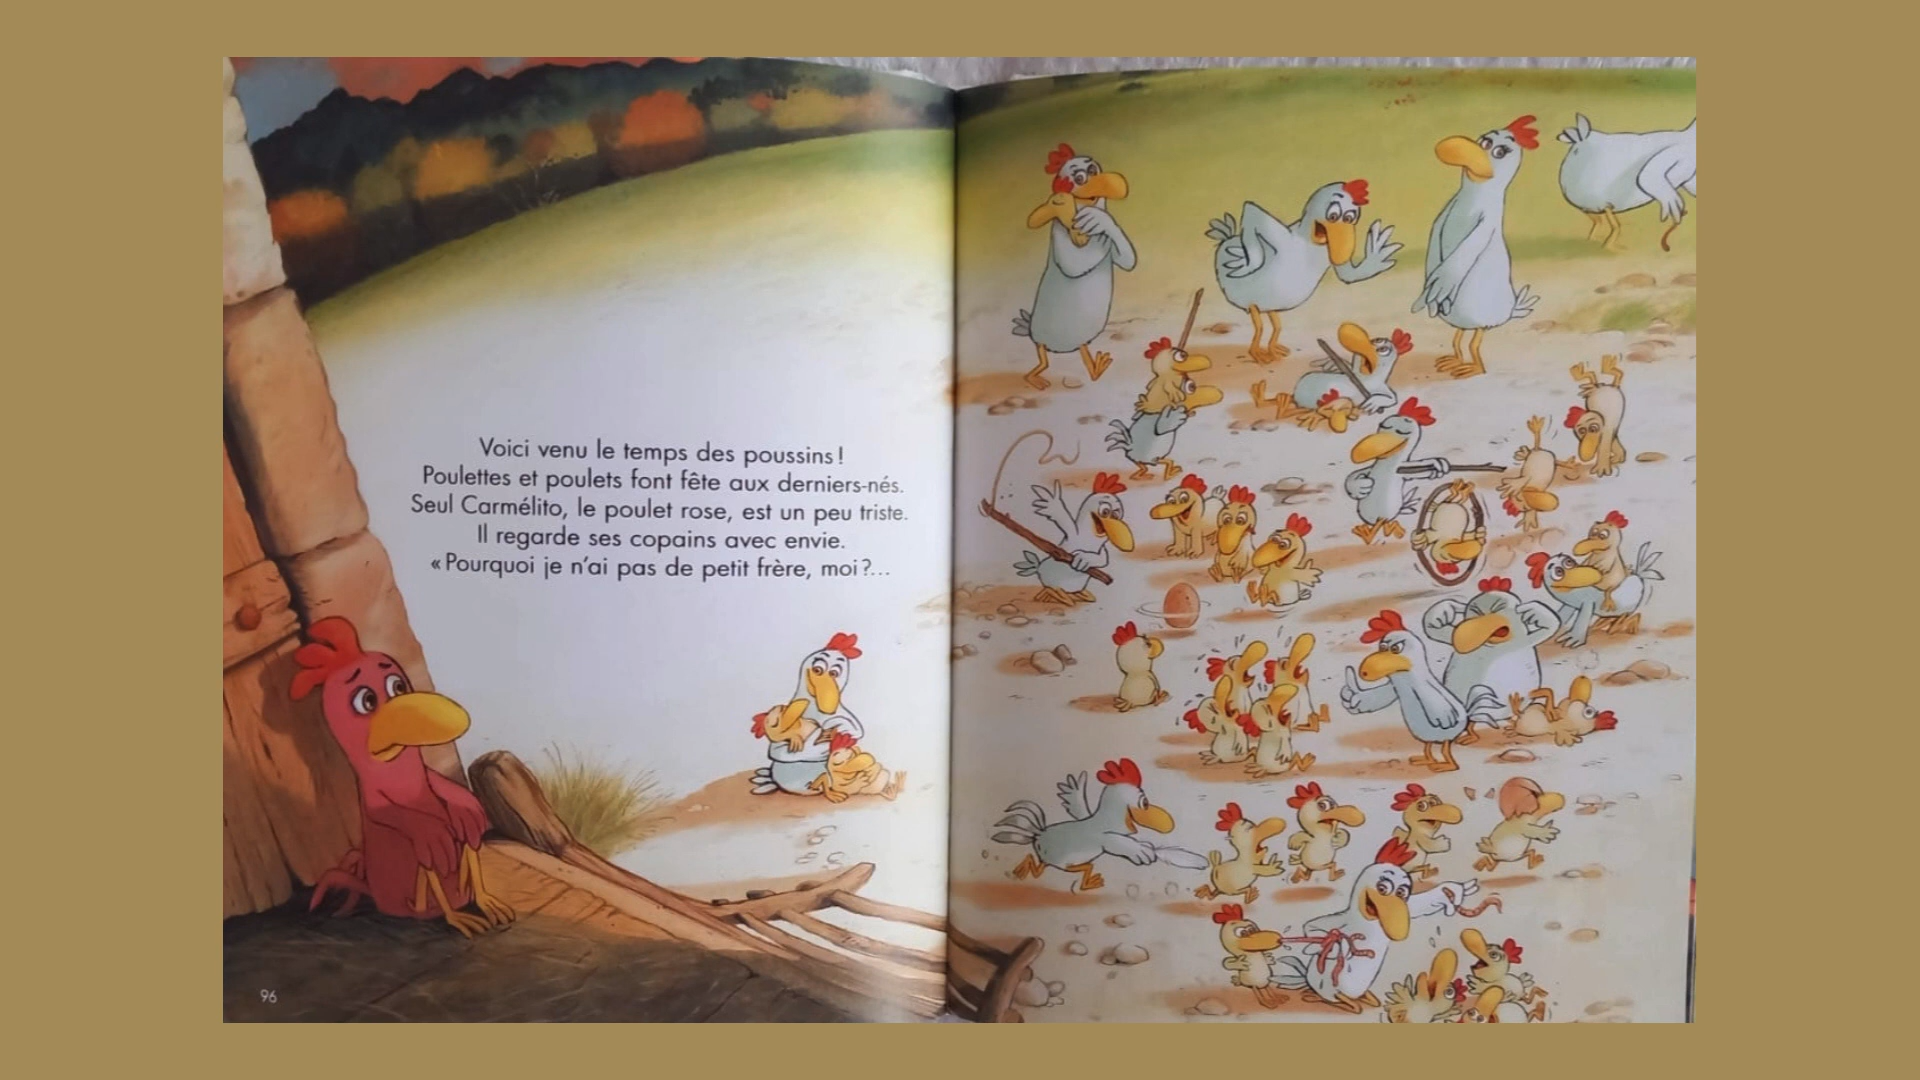 Voici venu le temps des poussins !
Poulettes et poulets font fête aux derniers-nés.
Seul Carmélito, le poulet rose, est un peu triste.
Il regarde ses copains avec envie.
« Pourquoi je n'ai pas de petit frère, moi ?...
96